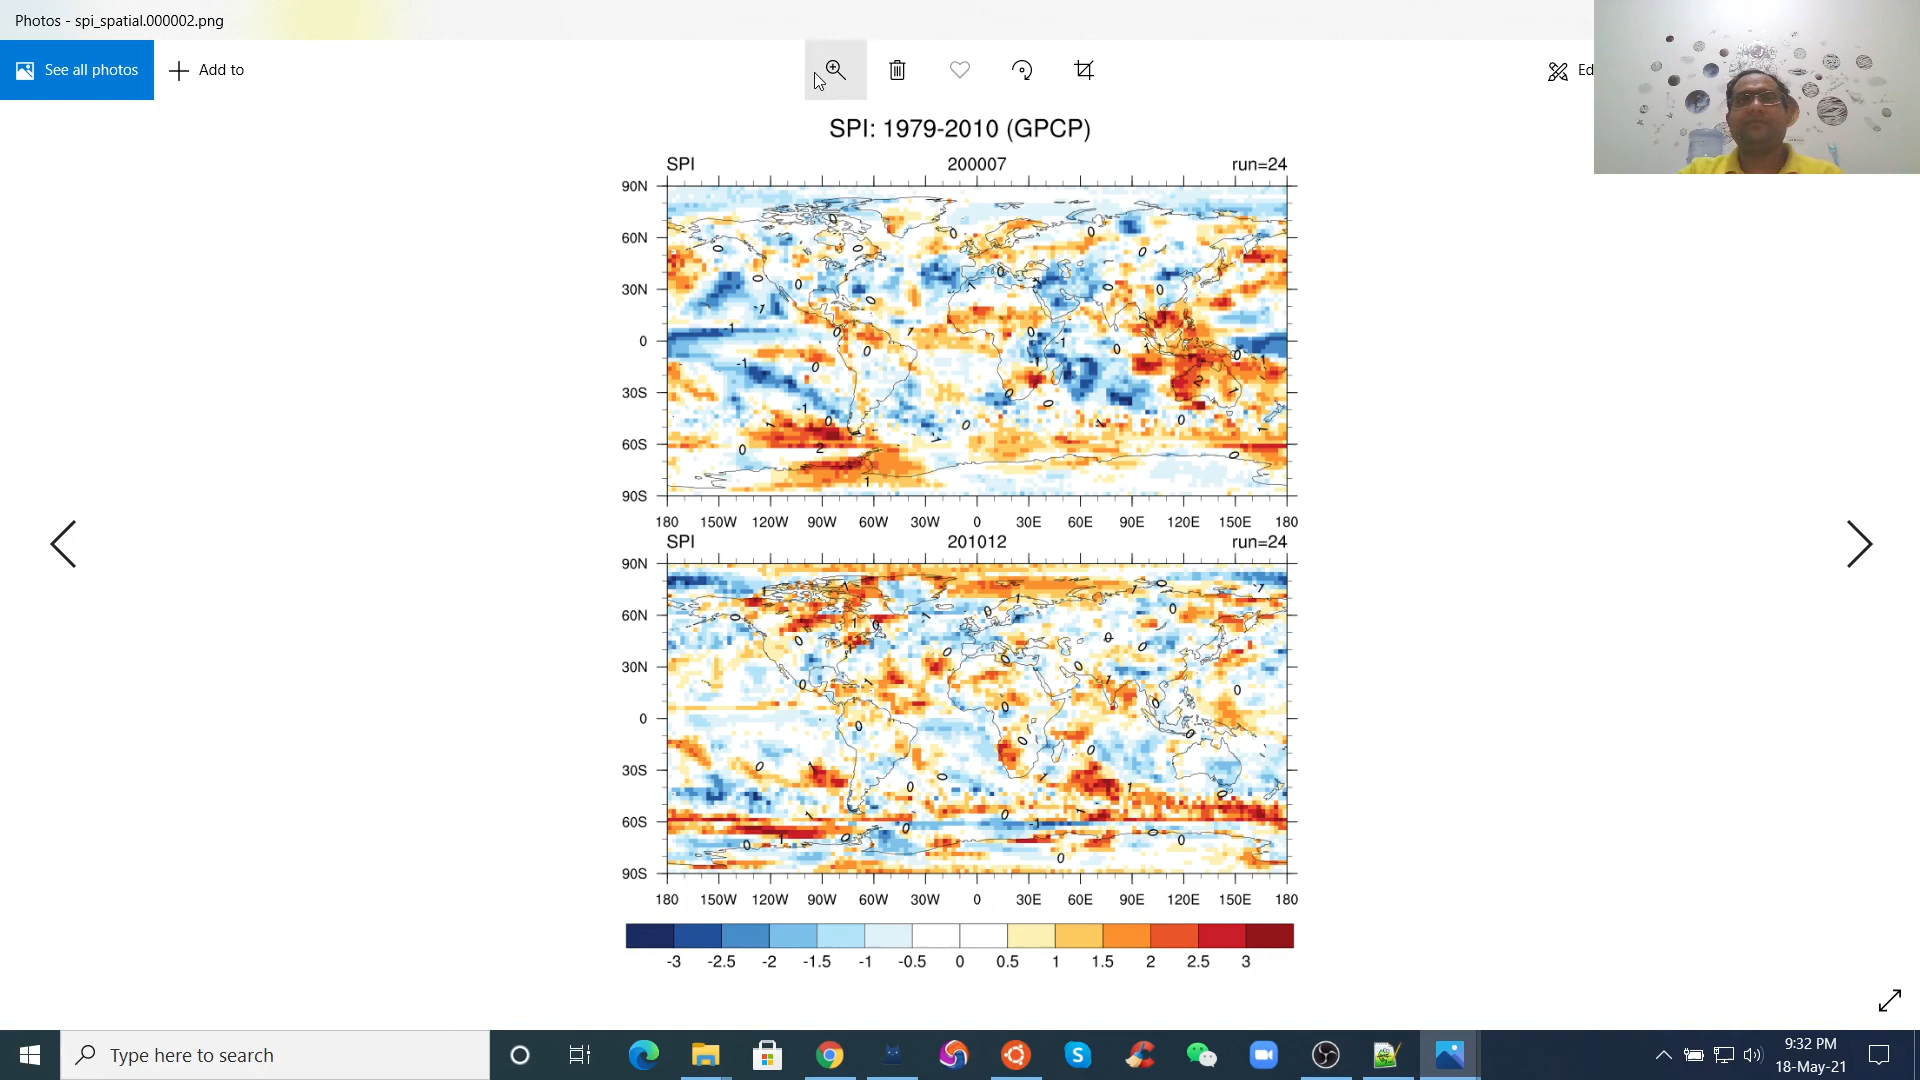 Photos - spi_spatial.000002.png
See all photos
Add to
Ed
SPI: 1979-2010 (GPCP)
SPI 200007 run=24
90N
60N
30N
0
30S
60S
90S
180 150W 120W 90W 60W 30W 0 30E 60E 90E 120E 150E 180
SPI 201012 run=24
90N
60N
30N
0
30S
60S
90S
180 150W 120W 90W 60W 30W 0 30E 60E 90E 120E 150E 180
-3 -2.5 -2 -1.5 -1 -0.5 0 0.5 1 1.5 2 2.5 3
Type here to search
9:32 PM
18-May-21